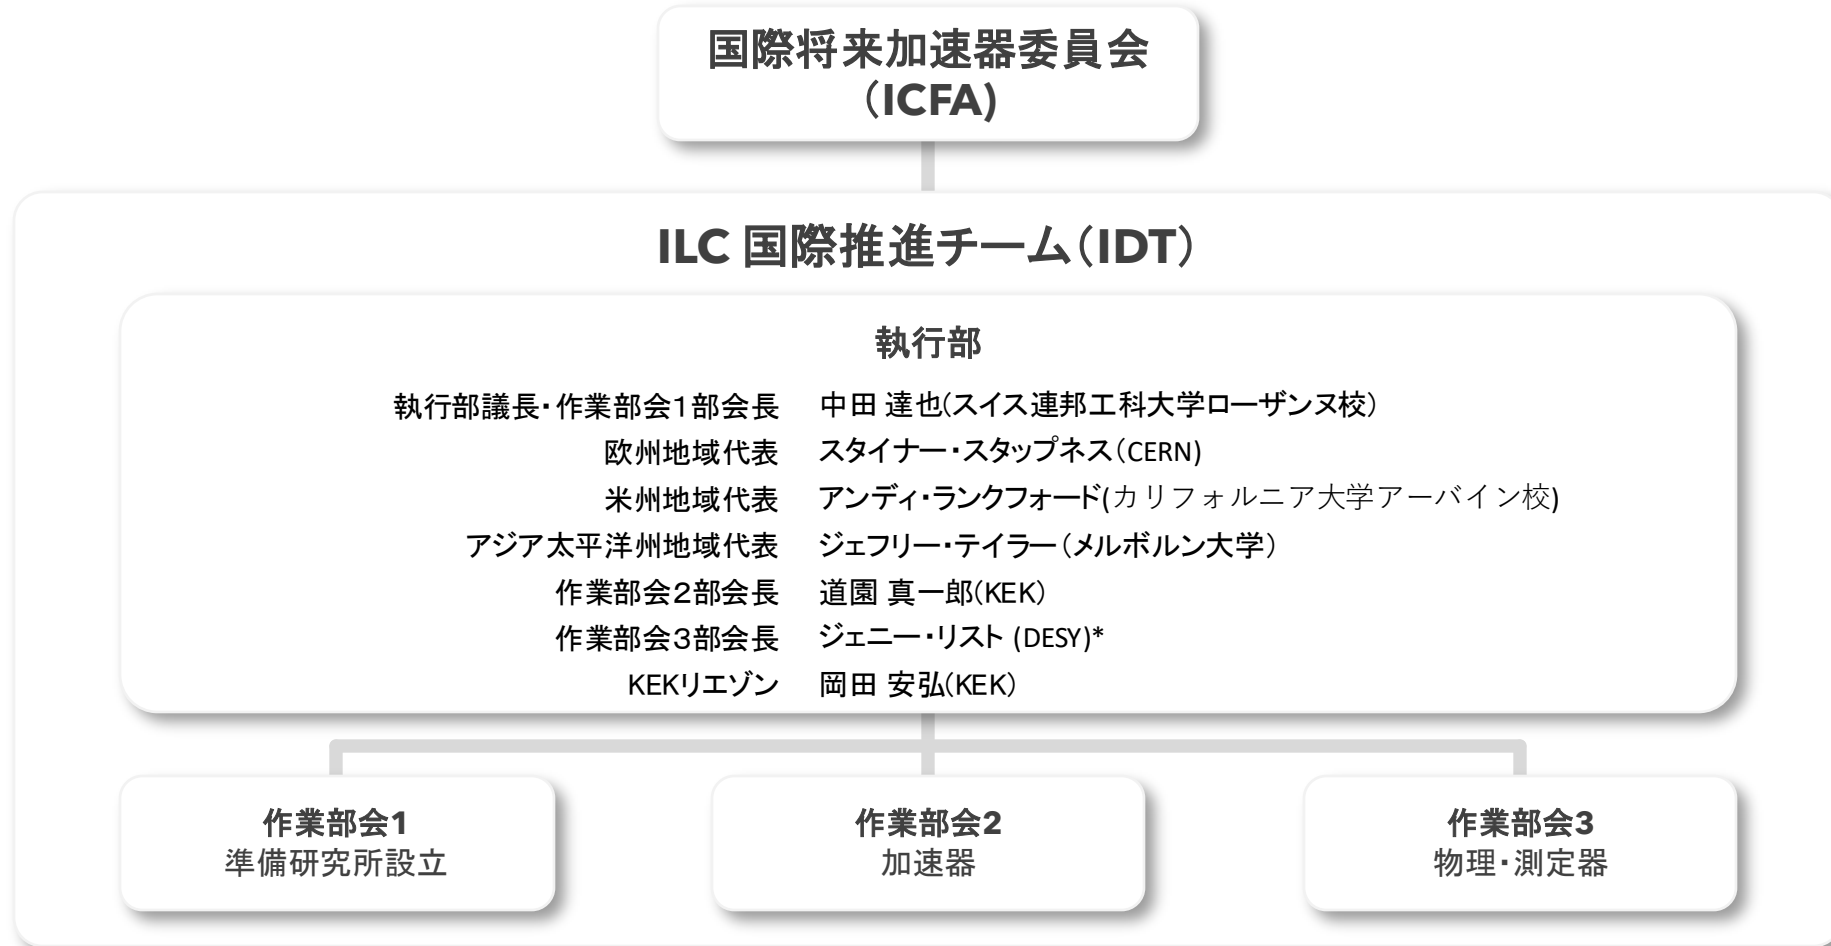 国際将来加速器委員会
（ICFA)
ILC 国際推進チーム（IDT）
執行部
執行部議長・作業部会１部会長 中田 達也(スイス連邦工科大学ローザンヌ校）
欧州地域代表 スタイナー・スタップネス（CERN)
米州地域代表 アンディ・ランクフォード(カリフォルニア大学アーバイン校)
アジア太平洋州地域代表 ジェフリー・テイラー（メルボルン大学）
作業部会２部会長 道園 真一郎(KEK）
作業部会３部会長 ジェニー・リスト (DESY)*
KEKリエゾン 岡田 安弘(KEK）
作業部会1 作業部会2 作業部会3
準備研究所設立 加速器 物理・測定器